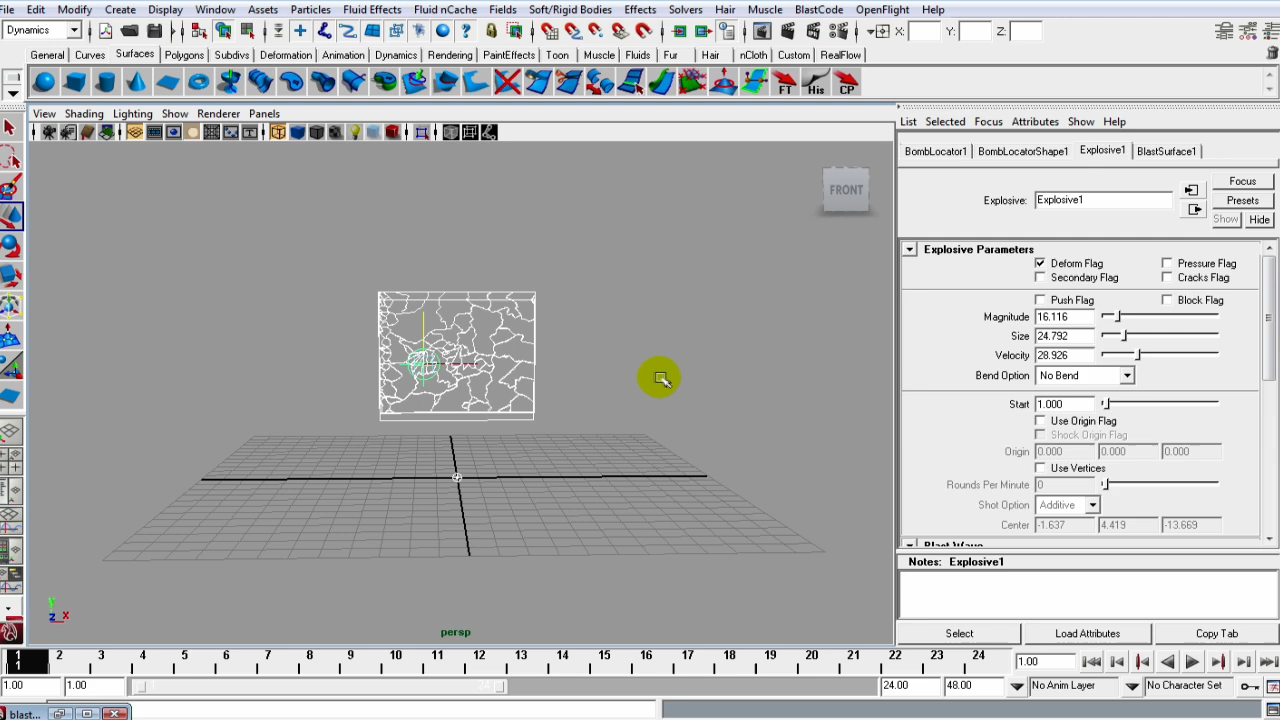 File Edit Modify Create Display Window Assets Particles Fluid Effects Fluid nCache Fields Soft/Rigid Bodies Effects Solvers Hair Muscle BlastCode OpenFlight Help
Dynamics X: Y: Z:
General Curves Surfaces Polygons Subdivs Deformation Animation Dynamics Rendering PaintEffects Toon Muscle Fluids Fur Hair nCloth Custom RealFlow
FT His CP
View Shading Lighting Show Renderer Panels
List Selected Focus Attributes Show Help
BombLocator1 BombLocatorShape1 Explosive1 BlastSurface1
FRONT
Focus
Explosive: Explosive1 Presets
Show Hide
Explosive Parameters
Deform Flag Pressure Flag
Secondary Flag Cracks Flag
Push Flag Block Flag
Magnitude 16.116
Size 24.792
Velocity 28.926
Bend Option No Bend
Start 1.000
Use Origin Flag
Shock Origin Flag
Origin 0.000 0.000 0.000
Use Vertices
Rounds Per Minute 0
Shot Option Additive
Center -1.637 4.419 -13.669
Blast Wave
Notes: Explosive1
y
z x
persp
Select Load Attributes Copy Tab
1 2 3 4 5 6 7 8 9 10 11 12 13 14 15 16 17 18 19 20 21 22 23 24
1 1.00
1.00 1.00 24 24.00 48.00 No Anim Layer No Character Set
blast...